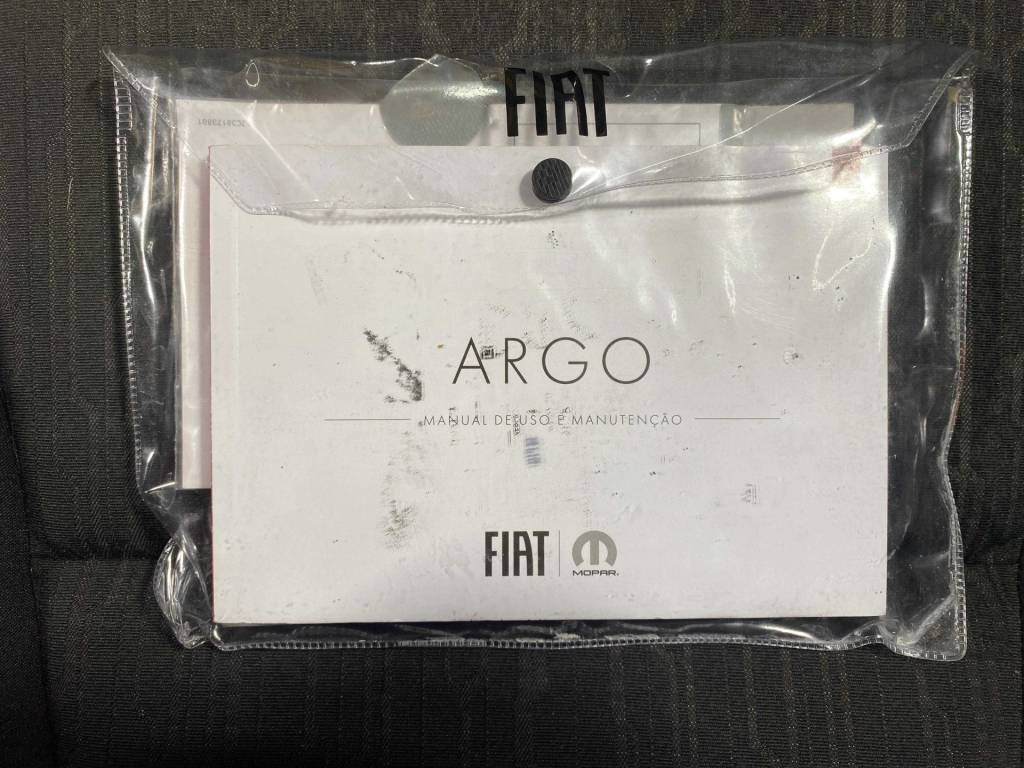 FIAT
ARGO
MANUAL DE USO E MANUTENÇÃO
FIAT | MOPAR®